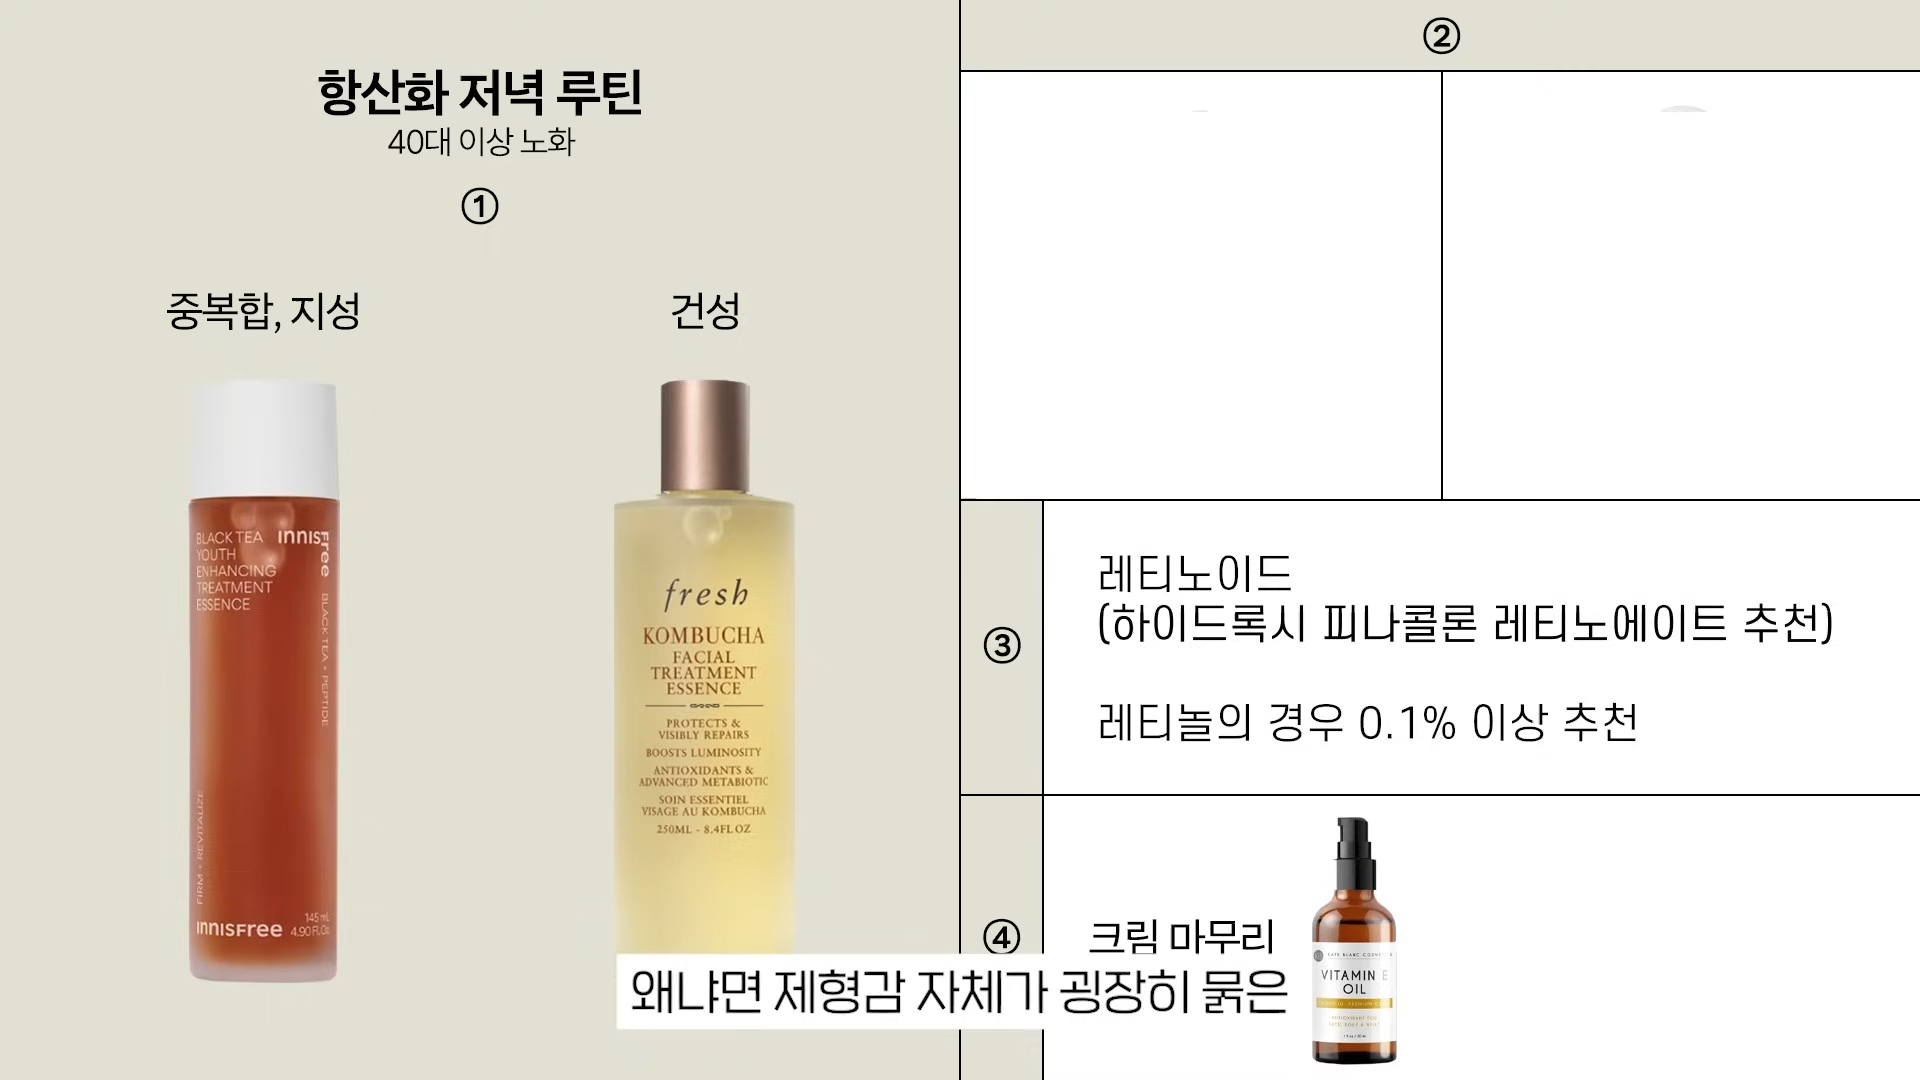 항산화 저녁 루틴
40대 이상 노화
①
중복합, 지성
건성
BLACK TEA
YOUTH
ENHANCING
TREATMENT
ESSENCE
innisfree
BLACK TEA + PEPTIDE
FIRM + REVITALIZE
innisfree
145 mL
4.90 FL.Oz
fresh
KOMBUCHA
FACIAL
TREATMENT
ESSENCE
PROTECTS &
VISIBLY REPAIRS
BOOSTS LUMINOSITY
ANTIOXIDANTS &
ADVANCED METABIOTIC
SOIN ESSENTIEL
VISAGE AU KOMBUCHA
250ML - 8.4FL OZ
②
③
레티노이드
(하이드록시 피나콜론 레티노에이트 추천)
레티놀의 경우 0.1% 이상 추천
④
크림 마무리
VITAMIN E
OIL
왜냐면 제형감 자체가 굉장히 묽은